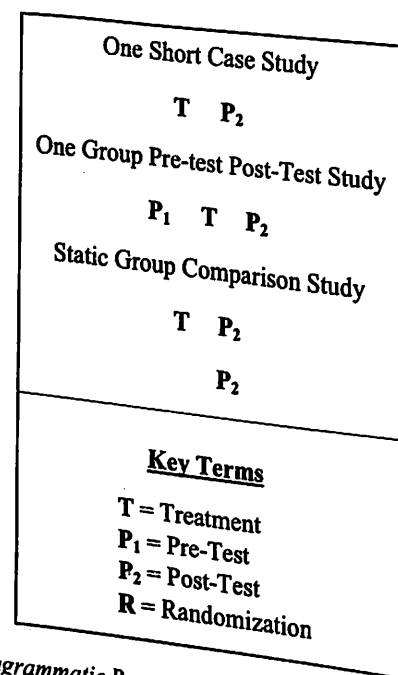 One Short Case Study
T P₂
One Group Pre-test Post-Test Study
P₁ T P₂
Static Group Comparison Study
T P₂
P₂
Key Terms
T = Treatment
P₁ = Pre-Test
P₂ = Post-Test
R = Randomization